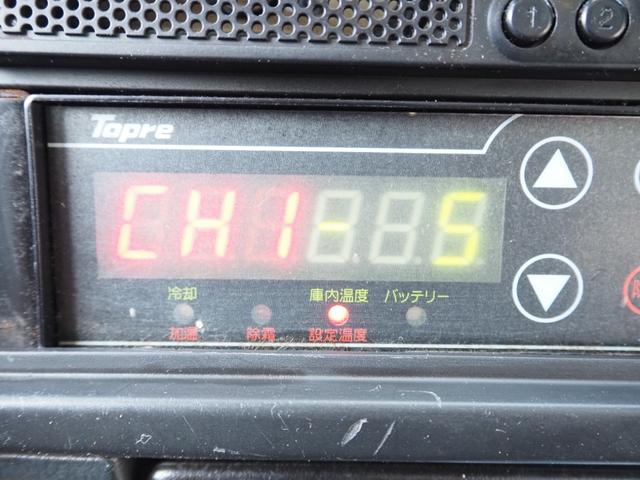 1 2
Topre
CH1- 5
冷却 庫内温度 バッテリー
加温 除霜 設定温度